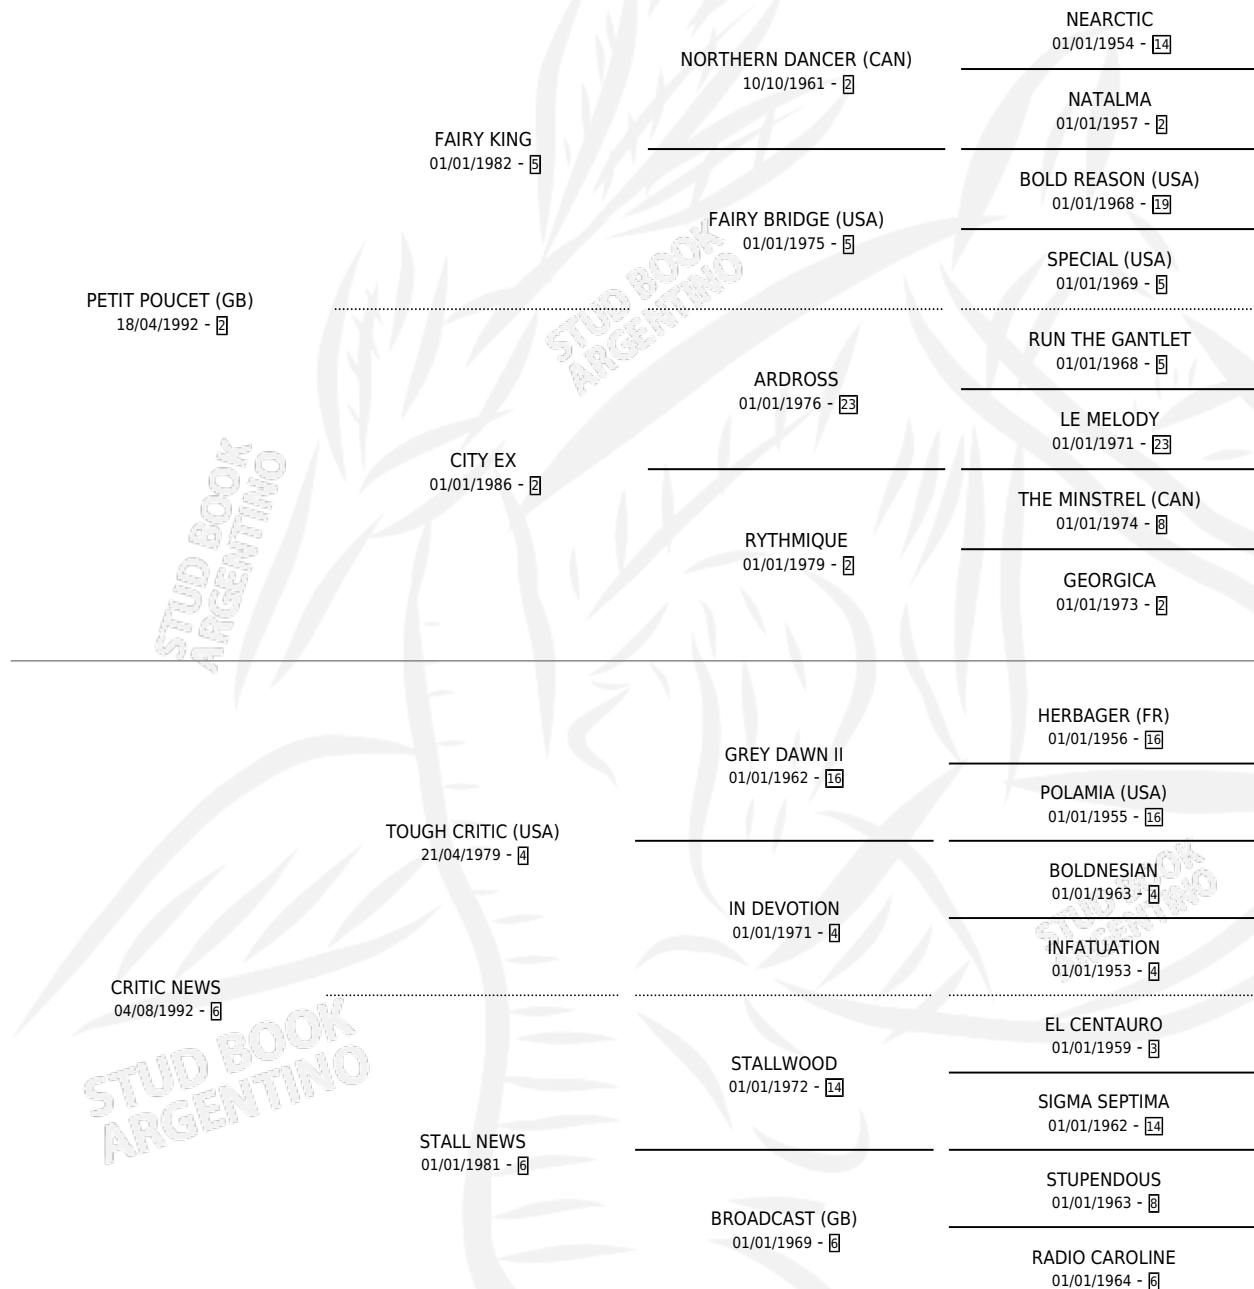 NEARCTIC
01/01/1954 - 14
NORTHERN DANCER (CAN)
10/10/1961 - 2
NATALMA
01/01/1957 - 2
FAIRY KING
01/01/1982 - 5
BOLD REASON (USA)
01/01/1968 - 19
FAIRY BRIDGE (USA)
01/01/1975 - 5
SPECIAL (USA)
01/01/1969 - 5
PETIT POUCET (GB)
18/04/1992 - 2
STUD BOOK
ARGENTINO
RUN THE GANTLET
01/01/1968 - 5
ARDROSS
01/01/1976 - 23
LE MELODY
01/01/1971 - 23
CITY EX
01/01/1986 - 2
THE MINSTREL (CAN)
01/01/1974 - 8
RYTHMIQUE
01/01/1979 - 2
GEORGICA
01/01/1973 - 2
STUD BOOK
ARGENTINO
HERBAGER (FR)
01/01/1956 - 16
GREY DAWN II
01/01/1962 - 16
POLAMIA (USA)
01/01/1955 - 16
TOUGH CRITIC (USA)
21/04/1979 - 4
BOLDNESIAN
01/01/1963 - 4
IN DEVOTION
01/01/1971 - 4
INFATUATION
01/01/1953 - 4
STUD BOOK
ARGENTINO
CRITIC NEWS
04/08/1992 - 6
EL CENTAURO
01/01/1959 - 3
STALLWOOD
01/01/1972 - 14
SIGMA SEPTIMA
01/01/1962 - 14
STUD BOOK
ARGENTINO
STALL NEWS
01/01/1981 - 6
STUPENDOUS
01/01/1963 - 8
BROADCAST (GB)
01/01/1969 - 6
RADIO CAROLINE
01/01/1964 - 6